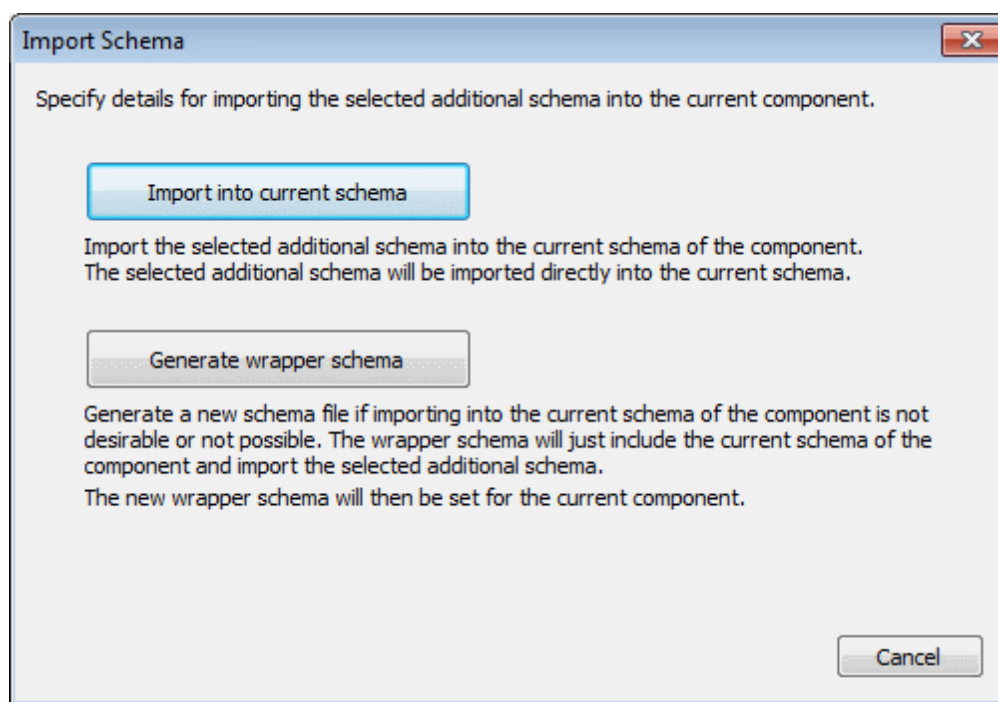 Import Schema
Specify details for importing the selected additional schema into the current component.
Import into current schema
Import the selected additional schema into the current schema of the component.
The selected additional schema will be imported directly into the current schema.
Generate wrapper schema
Generate a new schema file if importing into the current schema of the component is not
desirable or not possible. The wrapper schema will just include the current schema of the
component and import the selected additional schema.
The new wrapper schema will then be set for the current component.
Cancel